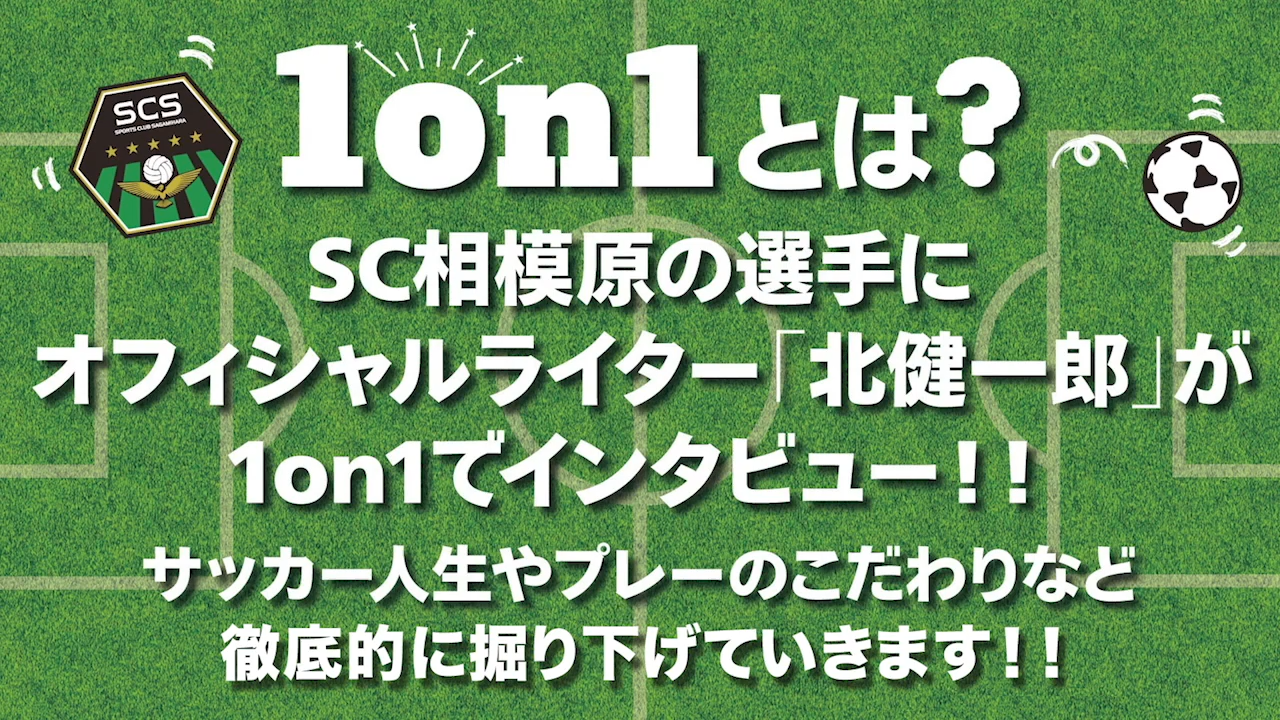 1on1とは?
SCS
SPORTS CLUB SAGAMIHARA
SC相模原の選手に
オフィシャルライター「北健一郎」が
1on1でインタビュー!!
サッカー人生やプレーのこだわりなど
徹底的に掘り下げていきます!!